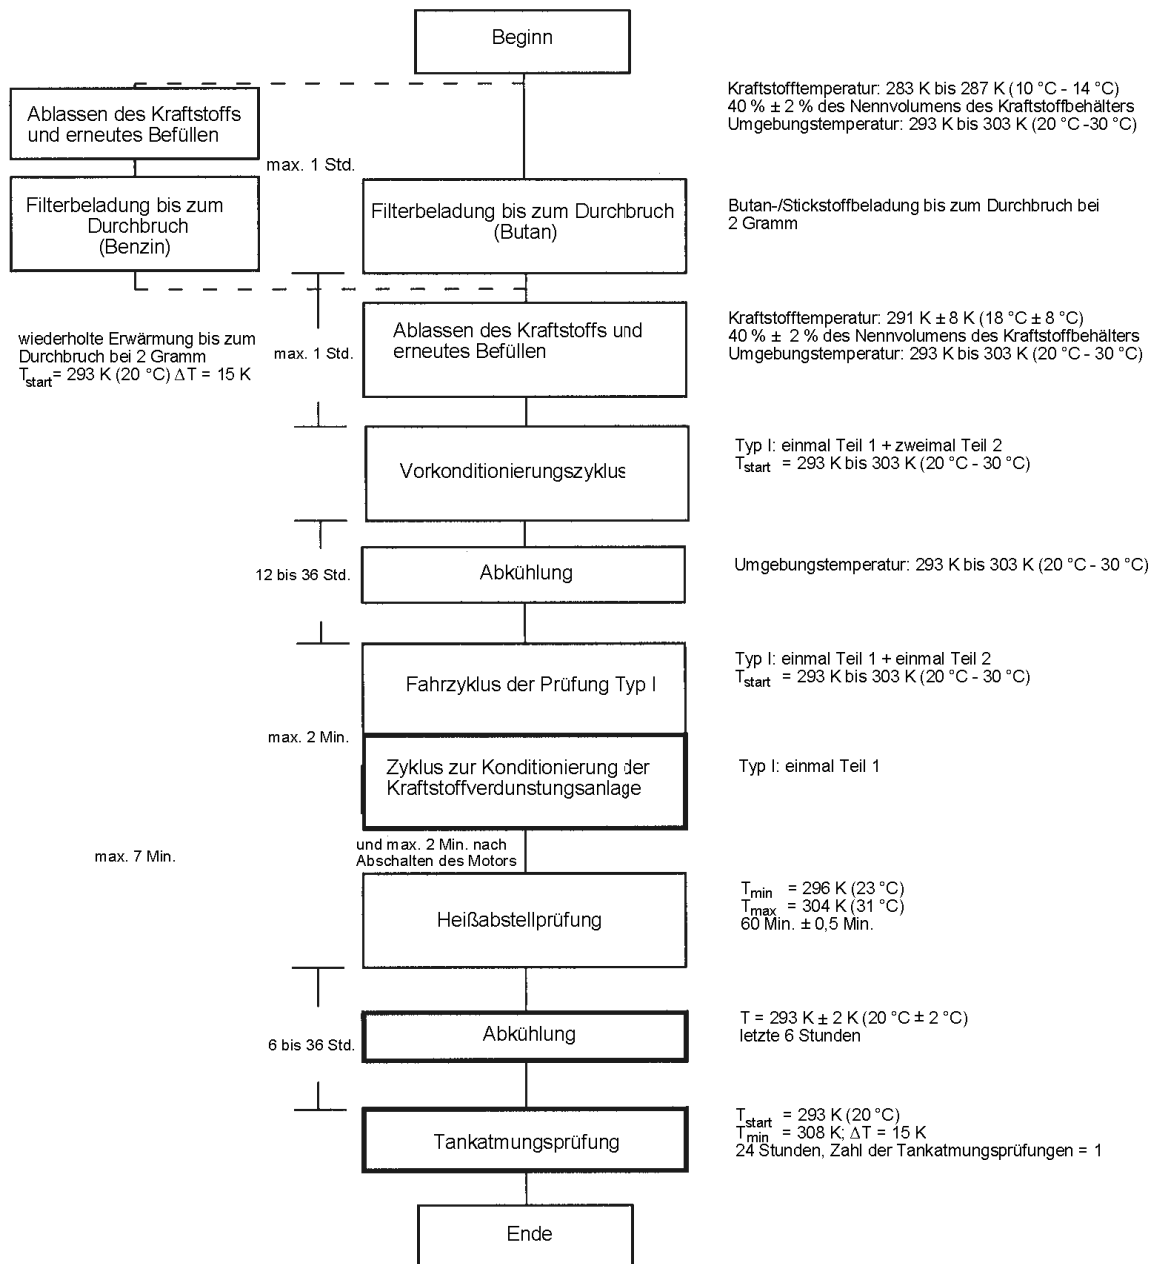 Beginn
Kraftstofftemperatur: 283 K bis 287 K (10 °C - 14 °C)
40 % ± 2 % des Nennvolumens des Kraftstoffbehälters
Umgebungstemperatur: 293 K bis 303 K (20 °C -30 °C)
Ablassen des Kraftstoffs
und erneutes Befüllen
max. 1 Std.
Filterbeladung bis zum
Durchbruch
(Benzin)
Filterbeladung bis zum Durchbruch
(Butan)
Butan-/Stickstoffbeladung bis zum Durchbruch bei
2 Gramm
wiederholte Erwärmung bis zum
Durchbruch bei 2 Gramm
Tstart= 293 K (20 °C) ΔT = 15 K
max. 1 Std.
Ablassen des Kraftstoffs und
erneutes Befüllen
Kraftstofftemperatur: 291 K ± 8 K (18 °C ± 8 °C)
40 % ± 2 % des Nennvolumens des Kraftstoffbehälters
Umgebungstemperatur: 293 K bis 303 K (20 °C - 30 °C)
Vorkonditionierungszyklus
Typ I: einmal Teil 1 + zweimal Teil 2
Tstart = 293 K bis 303 K (20 °C - 30 °C)
12 bis 36 Std.
Abkühlung
Umgebungstemperatur: 293 K bis 303 K (20 °C - 30 °C)
Fahrzyklus der Prüfung Typ I
Typ I: einmal Teil 1 + einmal Teil 2
Tstart = 293 K bis 303 K (20 °C - 30 °C)
max. 2 Min.
Zyklus zur Konditionierung der
Kraftstoffverdunstungsanlage
Typ I: einmal Teil 1
max. 7 Min.
und max. 2 Min. nach
Abschalten des Motors
Heißabstellprüfung
Tmin = 296 K (23 °C)
Tmax = 304 K (31 °C)
60 Min. ± 0,5 Min.
6 bis 36 Std.
Abkühlung
T = 293 K ± 2 K (20 °C ± 2 °C)
letzte 6 Stunden
Tankatmungsprüfung
Tstart = 293 K (20 °C)
Tmin = 308 K; ΔT = 15 K
24 Stunden, Zahl der Tankatmungsprüfungen = 1
Ende